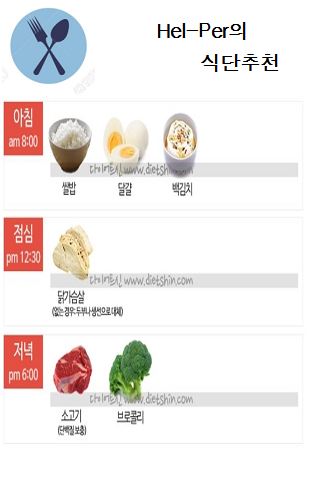 Hel-Per의
식단추천
아침
am 8:00
다이어트신 www.dietshin.com
쌀밥 달걀 백김치
점심
pm 12:30
다이어트신 www.dietshin.com
닭가슴살
(없는 경우: 두부나 생선으로 대체)
저녁
pm 6:00
다이어트신 www.dietshin.com
소고기 브로콜리
(단백질 보충)